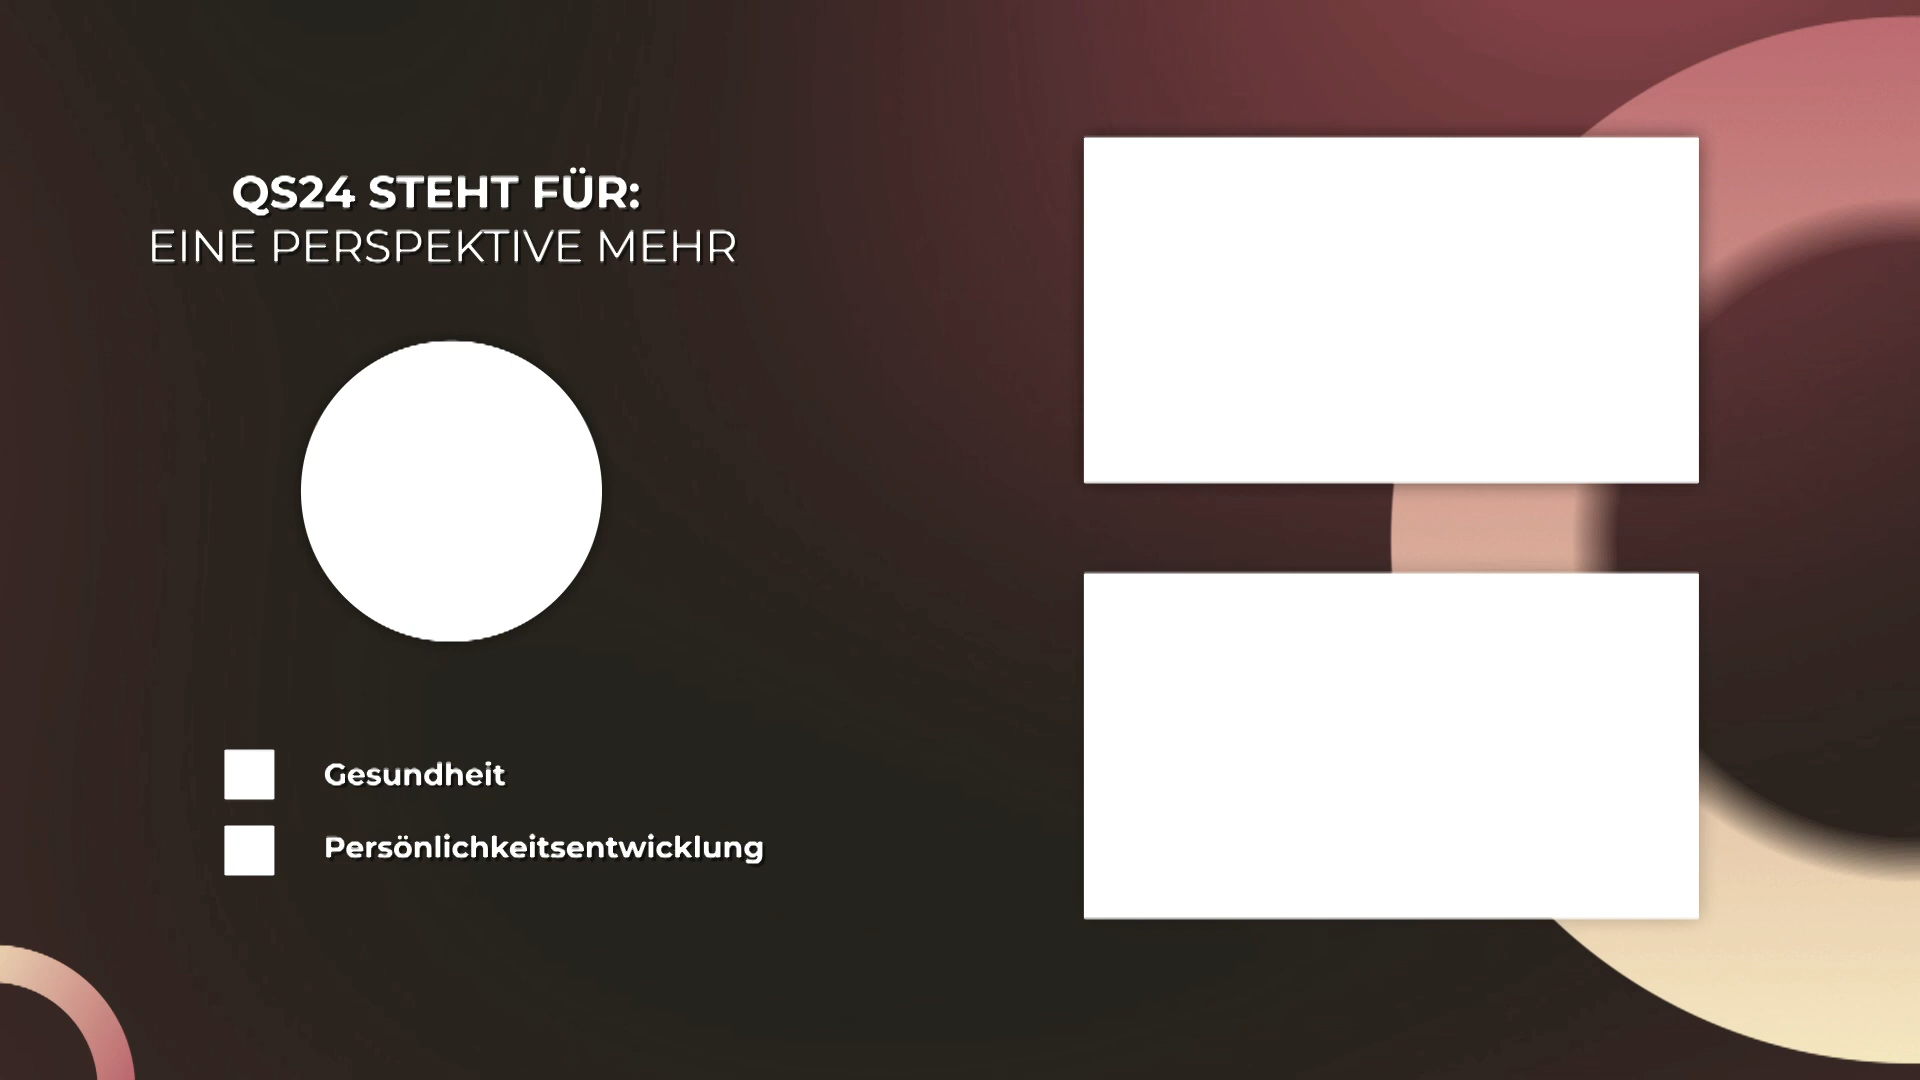 QS24 STEHT FÜR:
EINE PERSPEKTIVE MEHR
Gesundheit
Persönlichkeitsentwicklung